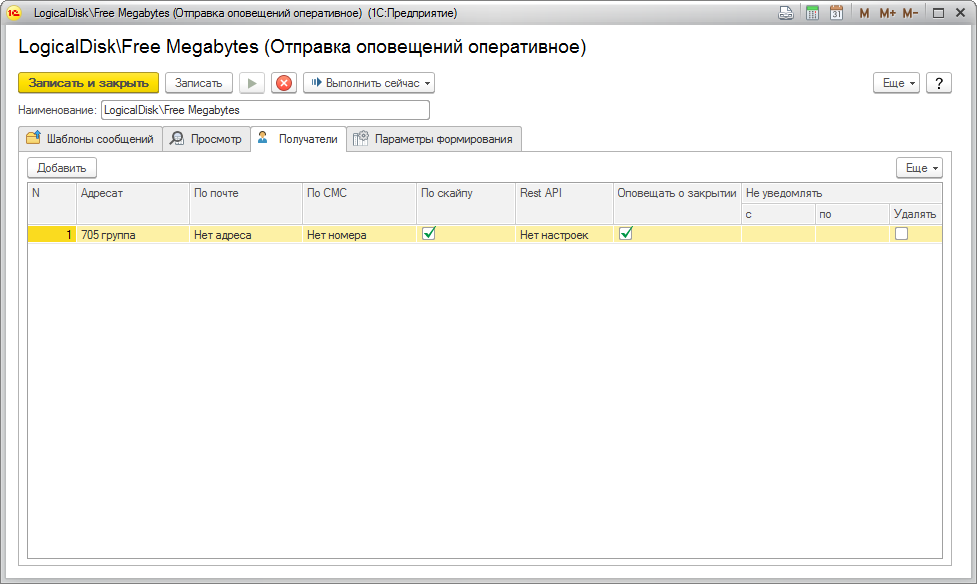 LogicalDisk\Free Megabytes (Отправка оповещений оперативное) (1С:Предприятие)
31 M M+ M-
LogicalDisk\Free Megabytes (Отправка оповещений оперативное)
Записать и закрыть Записать Выполнить сейчас Еще ?
Наименование: LogicalDisk\Free Megabytes
Шаблоны сообщений Просмотр Получатели Параметры формирования
Добавить Еще
N Адресат По почте По СМС По скайпу Rest API Оповещать о закрытии Не уведомлять
с по Удалять
1 705 группа Нет адреса Нет номера Нет настроек